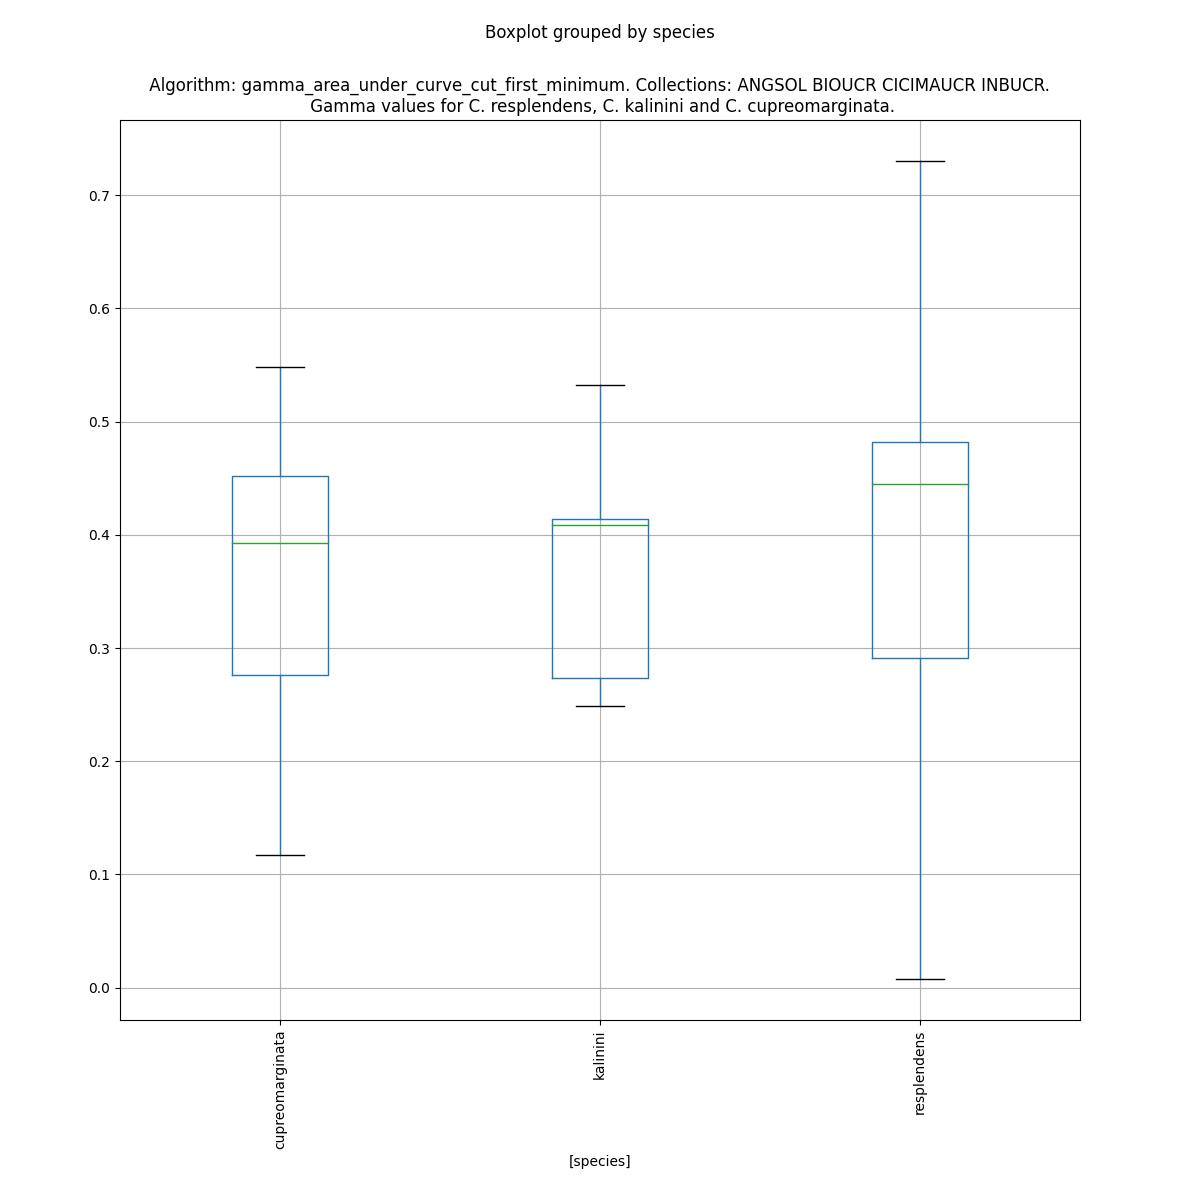 Boxplot grouped by species
Algorithm: gamma_area_under_curve_cut_first_minimum. Collections: ANGSOL BIOUCR CICIMAUCR INBUCR.
Gamma values for C. resplendens, C. kalinini and C. cupreomarginata.
0.7
0.6
0.5
0.4
0.3
0.2
0.1
0.0
cupreomarginata
kalinini
resplendens
[species]